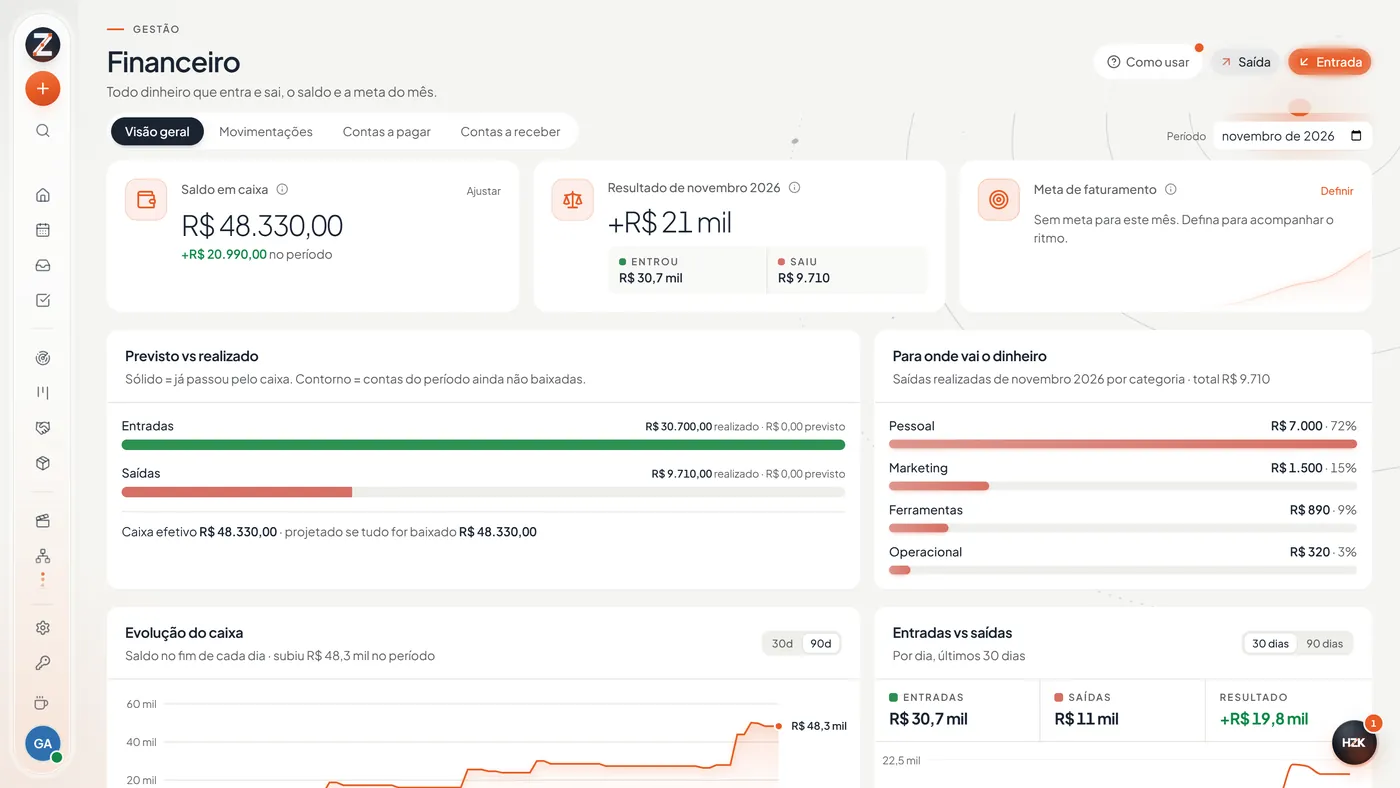 GESTÃO
Financeiro
Todo dinheiro que entra e sai, o saldo e a meta do mês.
Como usar
Saída
Entrada
Visão geral
Movimentações
Contas a pagar
Contas a receber
Período
novembro de 2026
Saldo em caixa
Ajustar
R$ 48.330,00
+R$ 20.990,00 no período
Resultado de novembro 2026
+R$ 21 mil
ENTROU
R$ 30,7 mil
SAIU
R$ 9.710
Meta de faturamento
Definir
Sem meta para este mês. Defina para acompanhar o
ritmo.
Previsto vs realizado
Sólido = já passou pelo caixa. Contorno = contas do período ainda não baixadas.
Entradas
R$ 30.700,00 realizado · R$ 0,00 previsto
Saídas
R$ 9.710,00 realizado · R$ 0,00 previsto
Caixa efetivo R$ 48.330,00 · projetado se tudo for baixado R$ 48.330,00
Para onde vai o dinheiro
Saídas realizadas de novembro 2026 por categoria · total R$ 9.710
Pessoal
R$ 7.000 · 72%
Marketing
R$ 1.500 · 15%
Ferramentas
R$ 890 · 9%
Operacional
R$ 320 · 3%
Evolução do caixa
Saldo no fim de cada dia · subiu R$ 48,3 mil no período
30d
90d
60 mil
40 mil
20 mil
R$ 48,3 mil
Entradas vs saídas
Por dia, últimos 30 dias
30 dias
90 dias
ENTRADAS
R$ 30,7 mil
SAÍDAS
R$ 11 mil
RESULTADO
+R$ 19,8 mil
22,5 mil
Z
GA
HZK
1